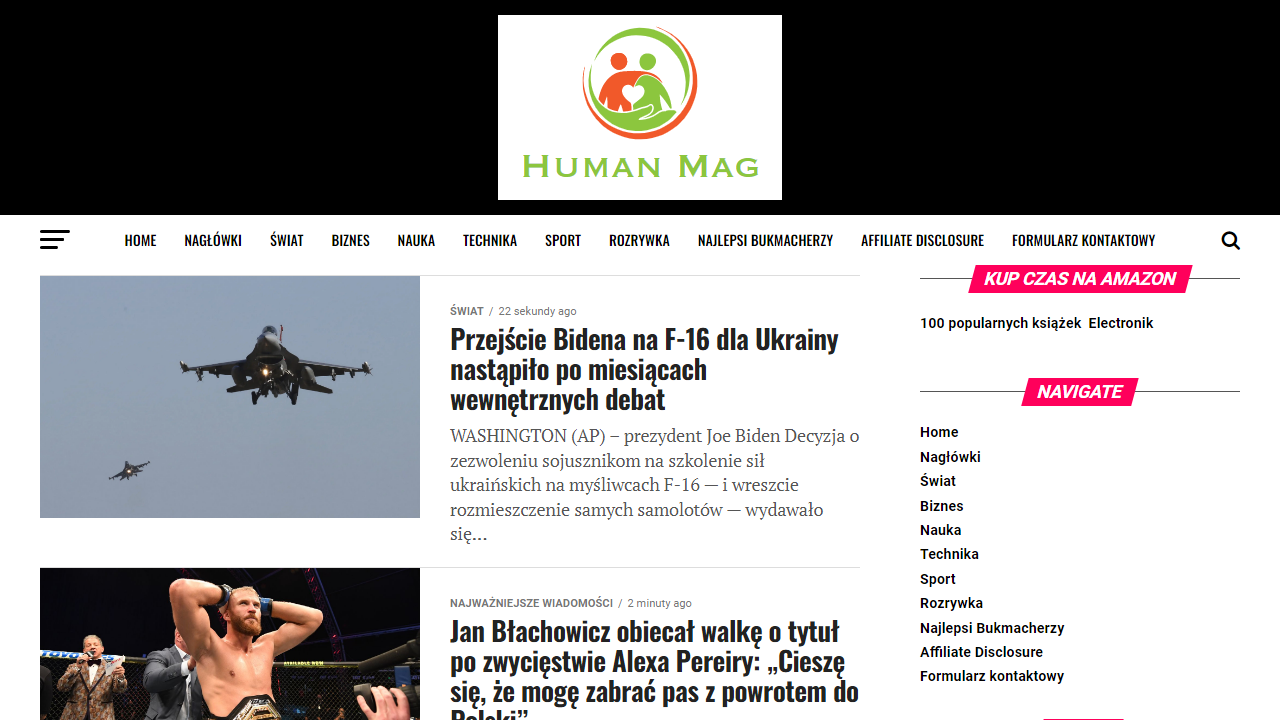 HUMAN MAG
HOME NAGŁÓWKI ŚWIAT BIZNES NAUKA TECHNIKA SPORT ROZRYWKA NAJLEPSI BUKMACHERZY AFFILIATE DISCLOSURE FORMULARZ KONTAKTOWY
ŚWIAT / 22 sekundy ago
Przejście Bidena na F-16 dla Ukrainy
nastąpiło po miesiącach
wewnętrznych debat
WASHINGTON (AP) – prezydent Joe Biden Decyzja o
zezwoleniu sojusznikom na szkolenie sił
ukraińskich na myśliwcach F-16 — i wreszcie
rozmieszczenie samych samolotów — wydawało
się...
NAJWAŻNIEJSZE WIADOMOŚCI / 2 minuty ago
Jan Błachowicz obiecał walkę o tytuł
po zwycięstwie Alexa Pereiry: „Cieszę
się, że mogę zabrać pas z powrotem do
Polski”
KUP CZAS NA AMAZON
100 popularnych książek Electronik
NAVIGATE
Home
Nagłówki
Świat
Biznes
Nauka
Technika
Sport
Rozrywka
Najlepsi Bukmacherzy
Affiliate Disclosure
Formularz kontaktowy